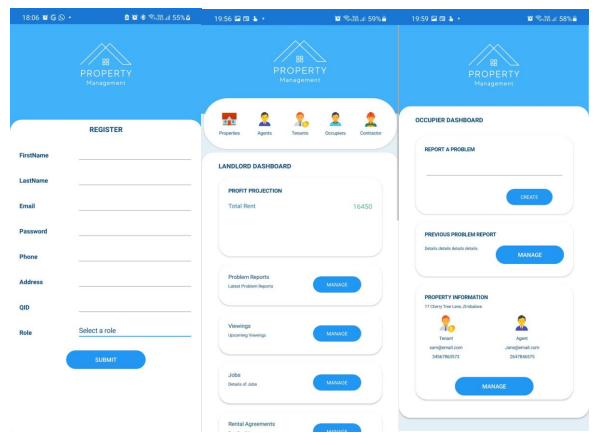 18:06
55%
PROPERTY
Management
REGISTER
FirstName
LastName
Email
Password
Phone
Address
QID
Role
Select a role
SUBMIT
19:56
59%
PROPERTY
Management
Properties
Agents
Tenants
Occupiers
Contractor
LANDLORD DASHBOARD
PROFIT PROJECTION
Total Rent
16450
Problem Reports
Latest Problem Reports
MANAGE
Viewings
Upcoming Viewings
MANAGE
Jobs
Details of Jobs
MANAGE
Rental Agreements
MANAGE
19:59
58%
PROPERTY
Management
OCCUPIER DASHBOARD
REPORT A PROBLEM
CREATE
PREVIOUS PROBLEM REPORT
Details details details details
MANAGE
PROPERTY INFORMATION
17 Cherry Tree Lane, Zimbabwe
Tenant
Agent
sam@email.com
Jane@email.com
34567863573
2647846575
MANAGE